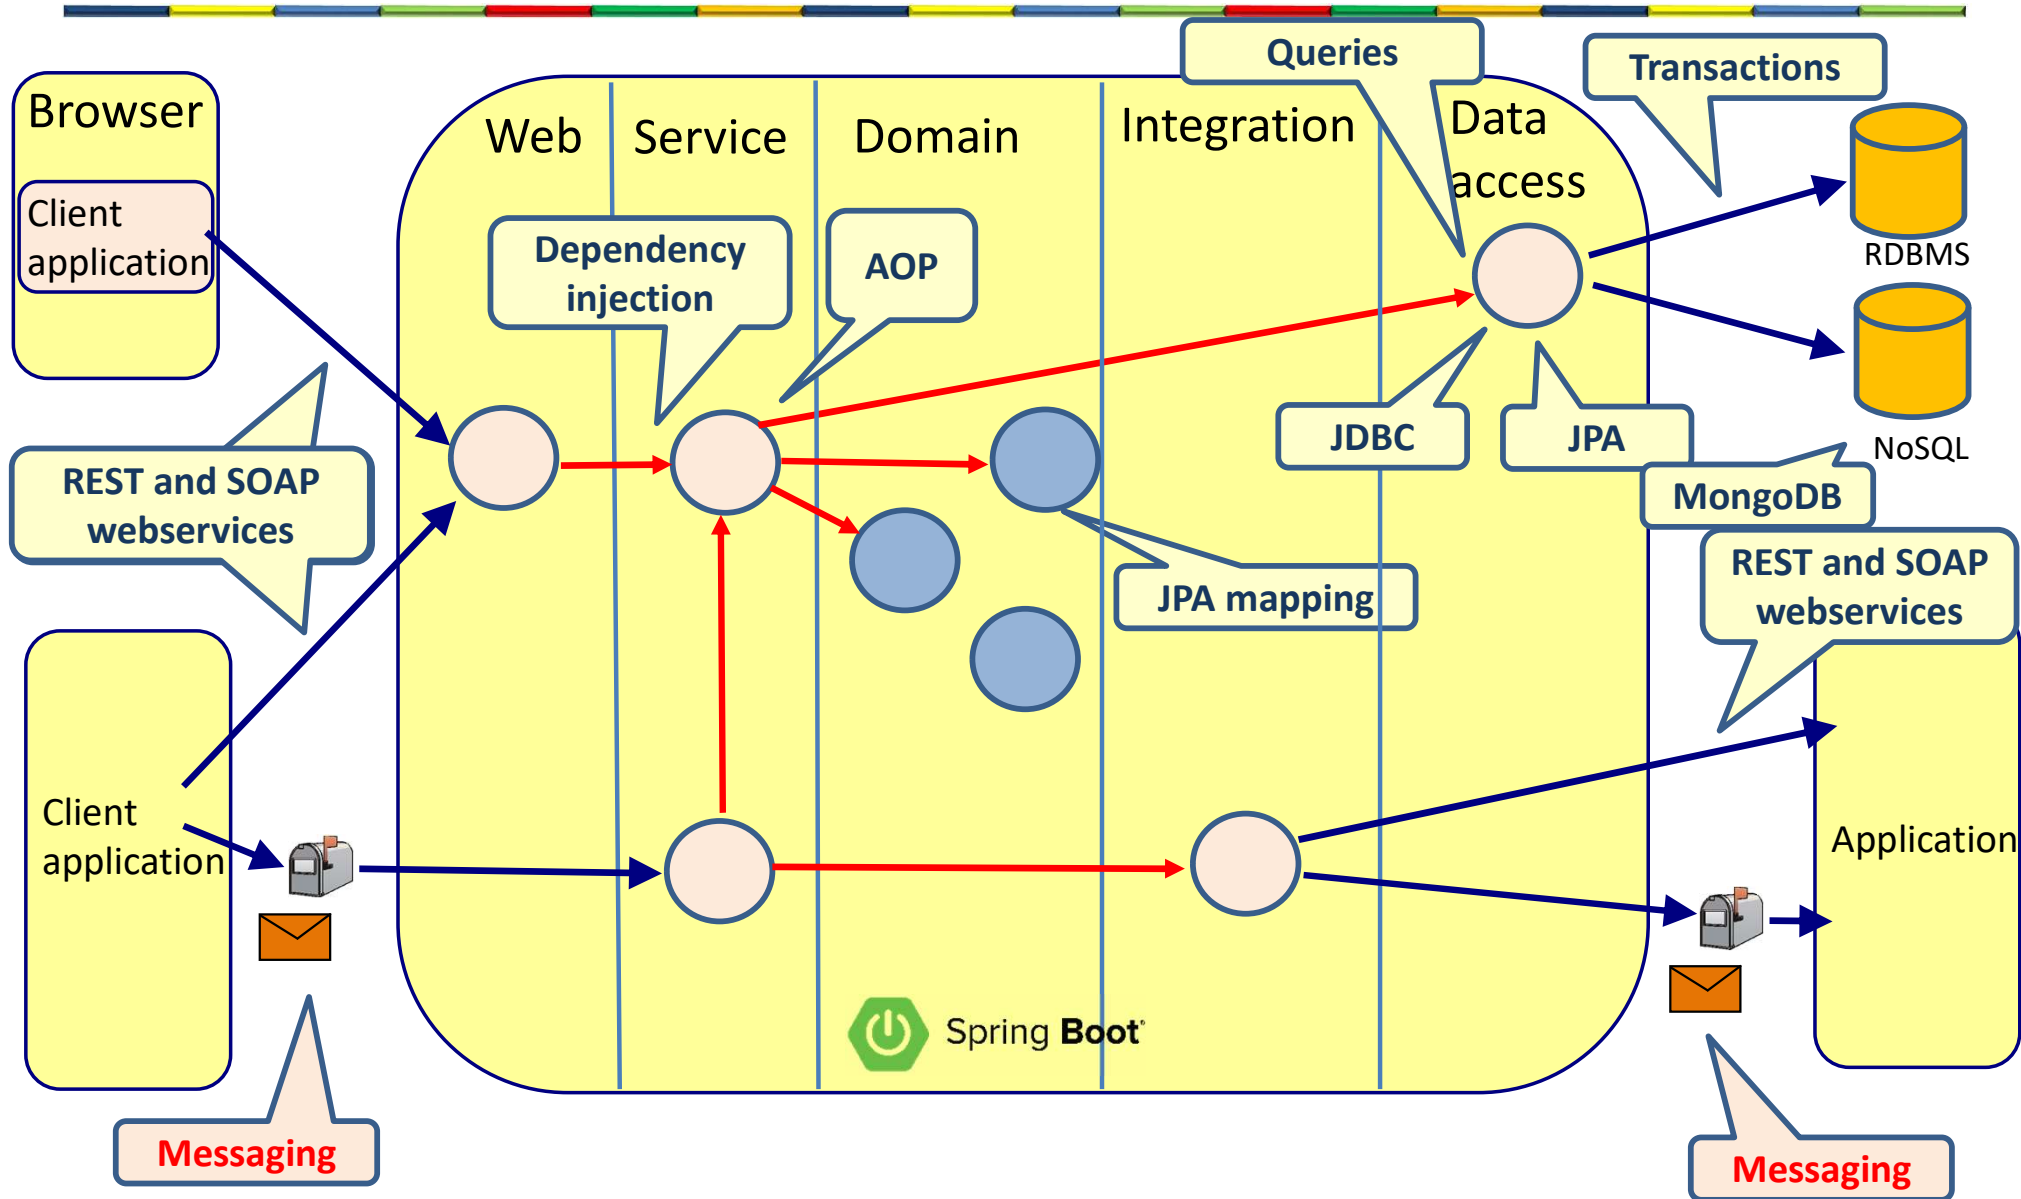 Browser
Client
application
Web
Service
Domain
Integration
Data
access
Queries
Transactions
RDBMS
NoSQL
Dependency
injection
AOP
JDBC
JPA
MongoDB
REST and SOAP
webservices
JPA mapping
REST and SOAP
webservices
Client
application
Application
Spring Boot
Messaging
Messaging